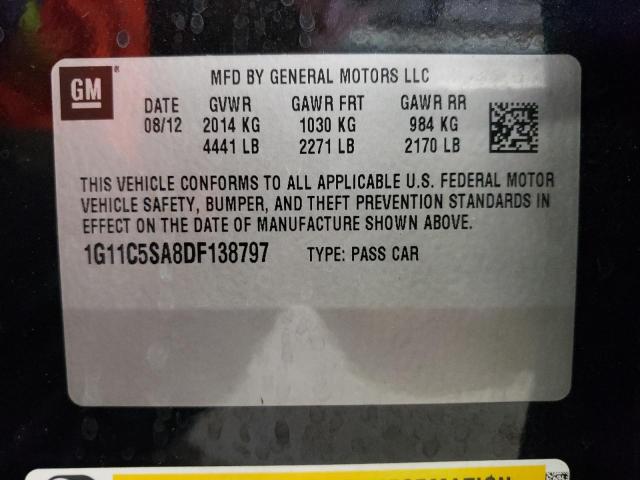 GM
MFD BY GENERAL MOTORS LLC
DATE GVWR GAWR FRT GAWR RR
08/12 2014 KG 1030 KG 984 KG
4441 LB 2271 LB 2170 LB
THIS VEHICLE CONFORMS TO ALL APPLICABLE U.S. FEDERAL MOTOR
VEHICLE SAFETY, BUMPER, AND THEFT PREVENTION STANDARDS IN
EFFECT ON THE DATE OF MANUFACTURE SHOWN ABOVE.
1G11C5SA8DF138797 TYPE: PASS CAR